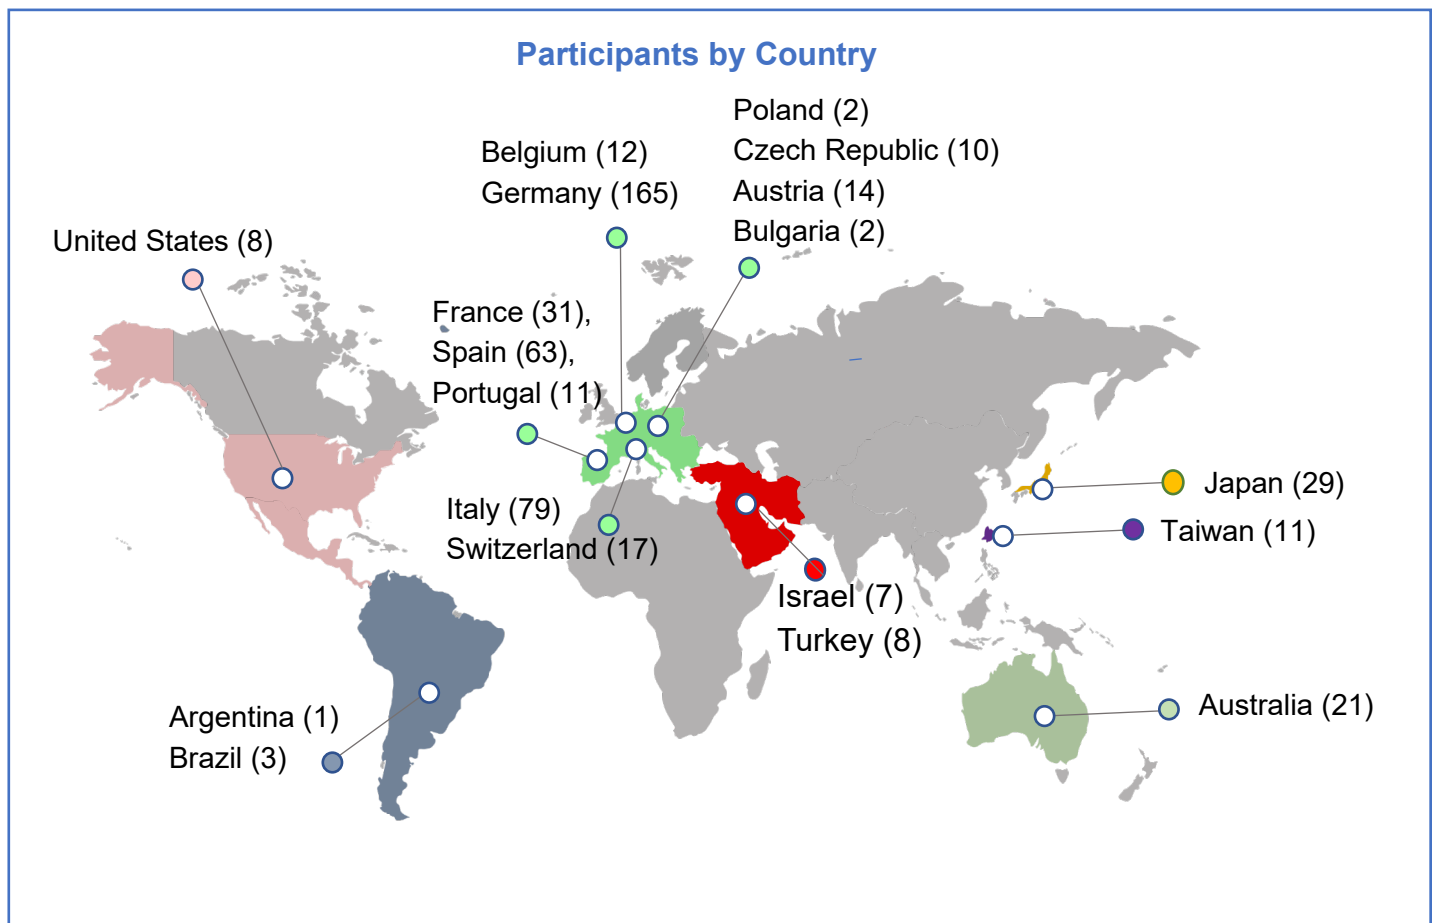 Participants by Country
Poland (2)
Czech Republic (10)
Austria (14)
Bulgaria (2)
Belgium (12)
Germany (165)
United States (8)
France (31),
Spain (63),
Portugal (11)
Italy (79)
Switzerland (17)
Japan (29)
Taiwan (11)
Israel (7)
Turkey (8)
Argentina (1)
Brazil (3)
Australia (21)